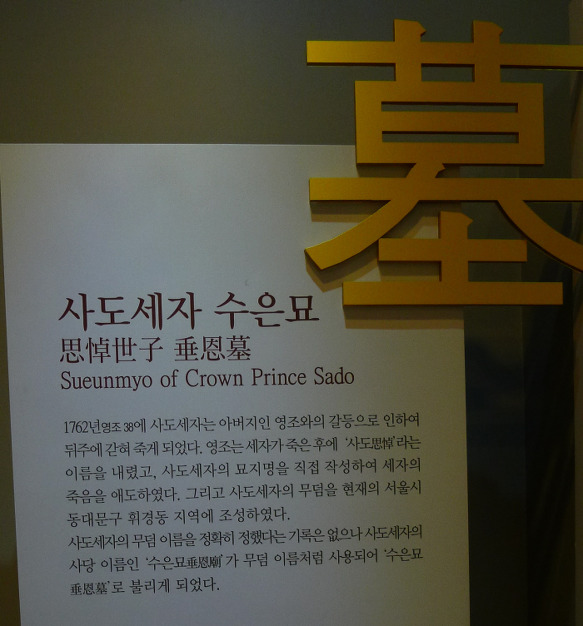 墓
사도세자 수은묘
思悼世子 垂恩墓
Sueunmyo of Crown Prince Sado
1762년영조 38에 사도세자는 아버지인 영조와의 갈등으로 인하여
뒤주에 갇혀 죽게 되었다. 영조는 세자가 죽은 후에 ‘사도思悼’라는
이름을 내렸고, 사도세자의 묘지명을 직접 작성하여 세자의
죽음을 애도하였다. 그리고 사도세자의 무덤을 현재의 서울시
동대문구 휘경동 지역에 조성하였다.
사도세자의 무덤 이름을 정확히 정했다는 기록은 없으나 사도세자의
사당 이름인 ‘수은묘垂恩廟’가 무덤 이름처럼 사용되어 ‘수은묘
垂恩墓’로 불리게 되었다.